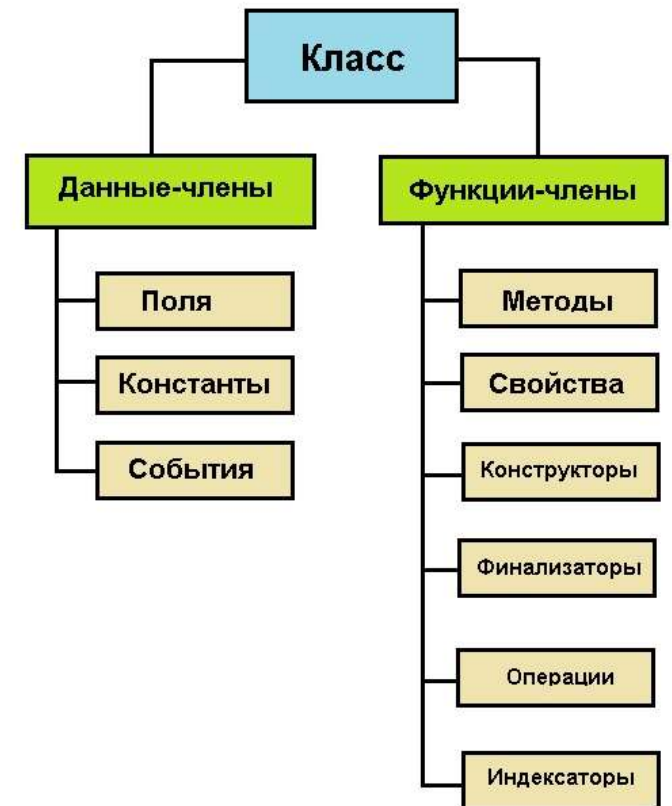 Класс
Данные-члены
Поля
Константы
События
Функции-члены
Методы
Свойства
Конструкторы
Финализаторы
Операции
Индексаторы